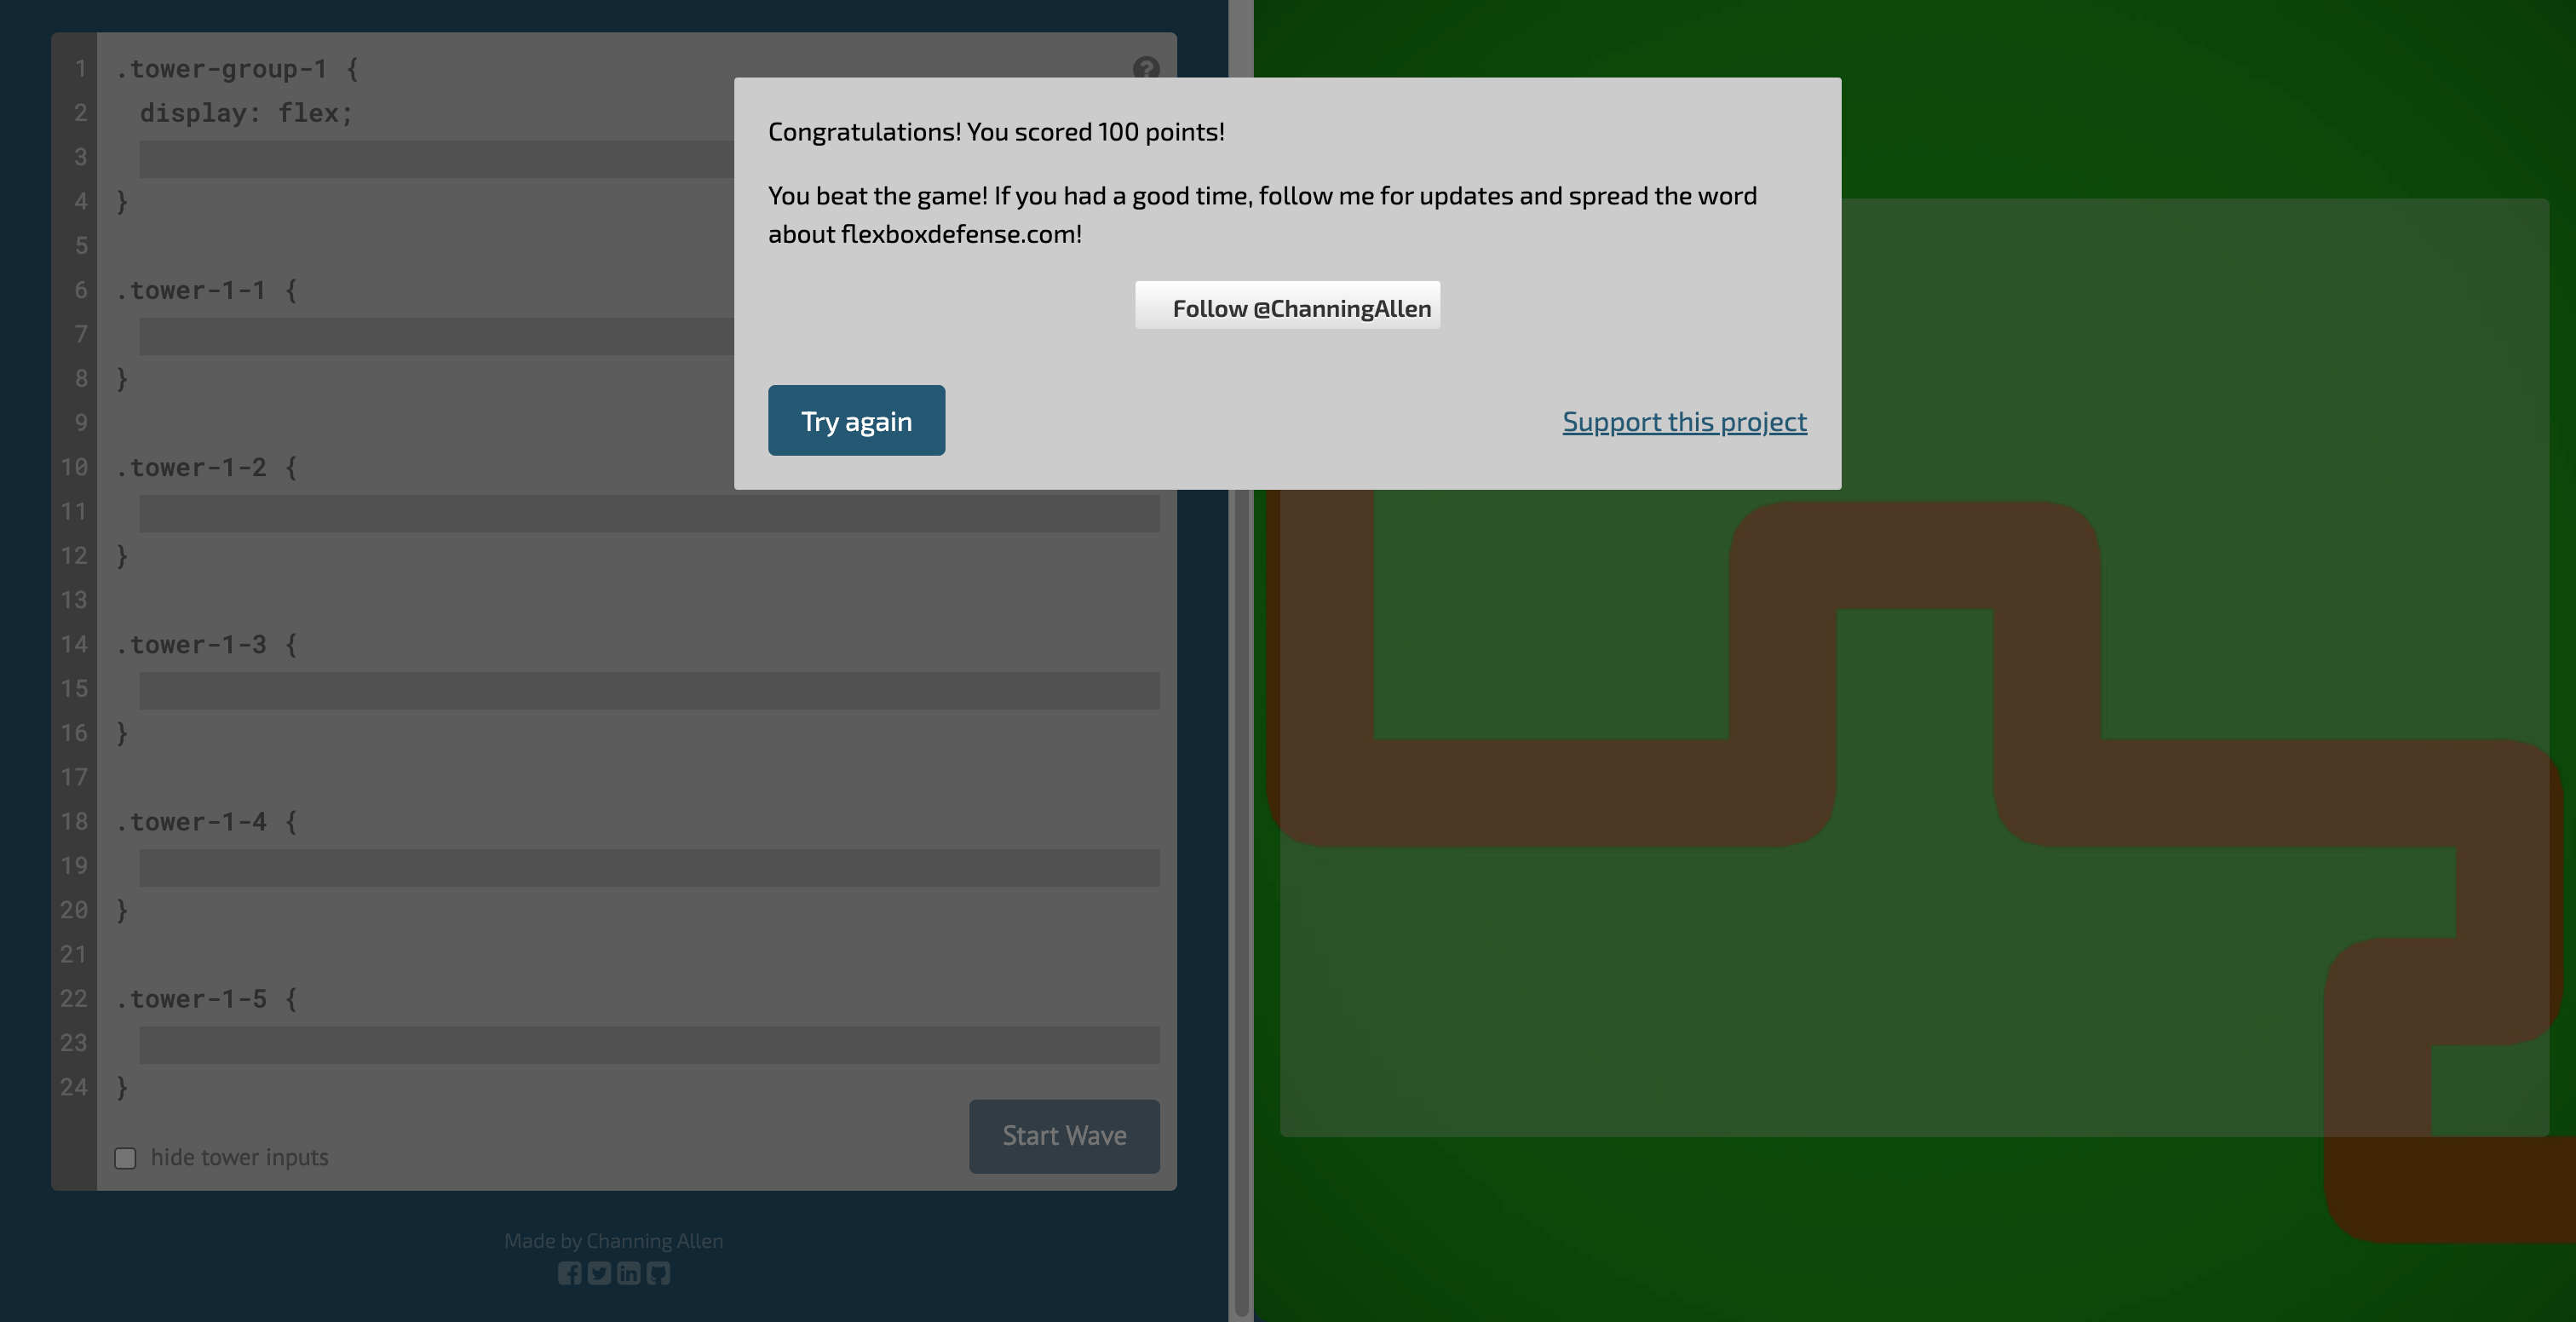 1 .tower-group-1 {
?
2 display: flex;
3
4 }
5
6 .tower-1-1 {
7
8 }
9
10 .tower-1-2 {
11
12 }
13
14 .tower-1-3 {
15
16 }
17
18 .tower-1-4 {
19
20 }
21
22 .tower-1-5 {
23
24 }
hide tower inputs
Start Wave
Made by Channing Allen
Congratulations! You scored 100 points!
You beat the game! If you had a good time, follow me for updates and spread the word
about flexboxdefense.com!
Follow @ChanningAllen
Try again
Support this project